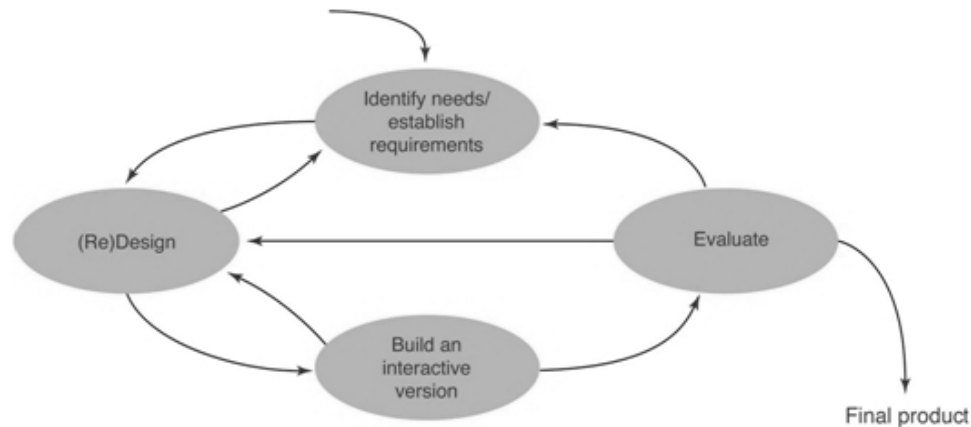 Identify needs/
establish
requirements
(Re)Design
Evaluate
Build an
interactive
version
Final product